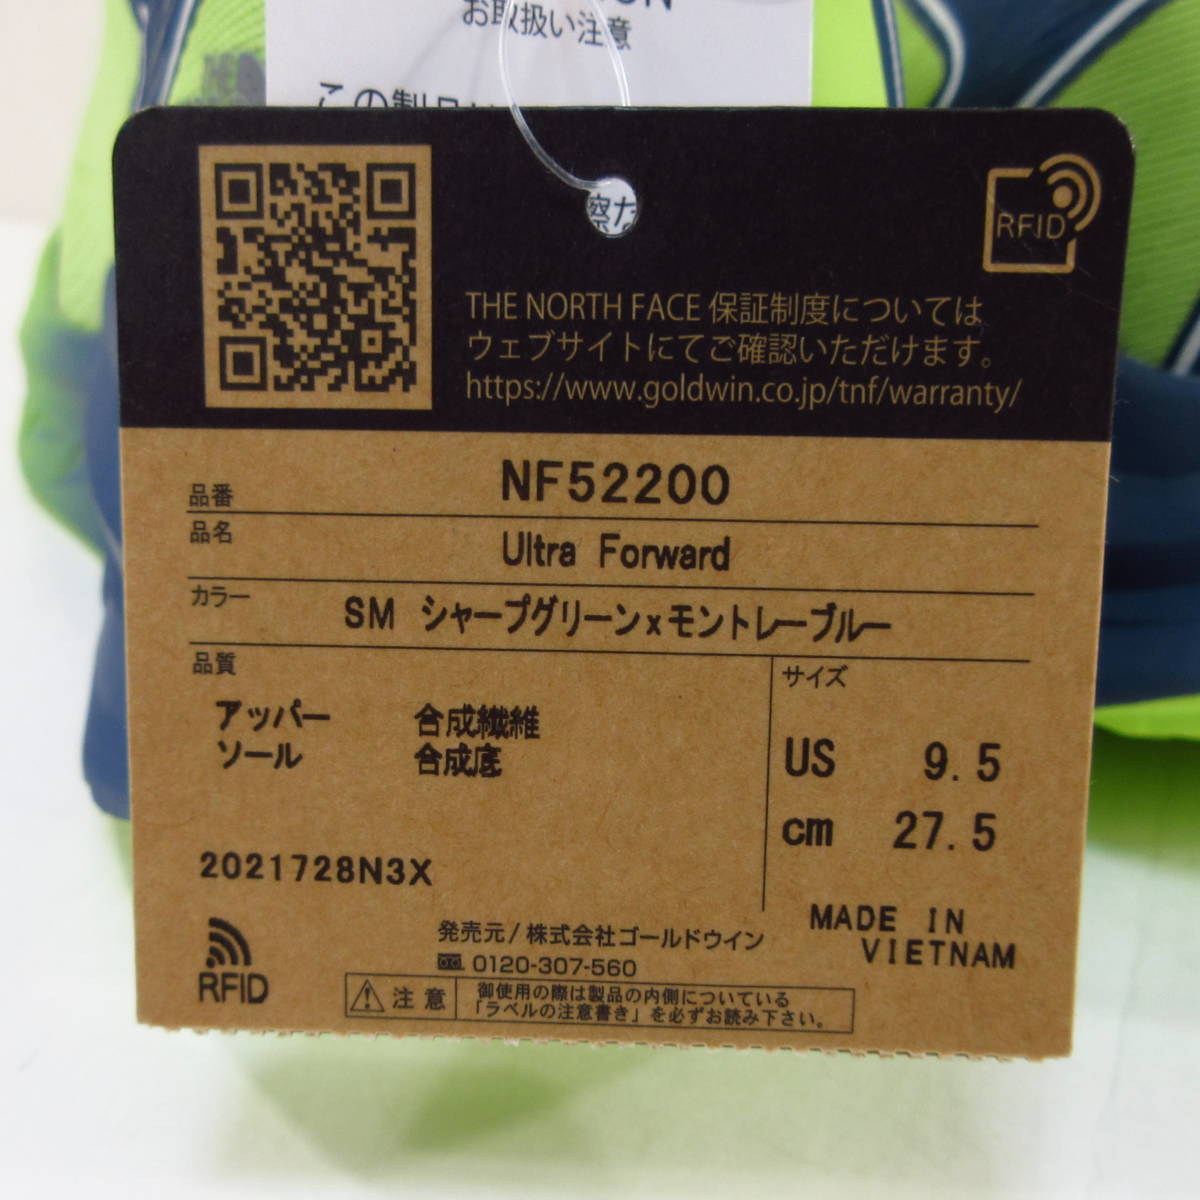 お取扱い注意
この製品は
察た
RFID
THE NORTH FACE 保証制度については
ウェブサイトにてご確認いただけます。
https://www.goldwin.co.jp/tnf/warranty/
品番 NF52200
品名 Ultra Forward
カラー SM シャープグリーンxモントレーブルー
品質
アッパー 合成繊維
ソール 合成底
サイズ
US 9.5
cm 27.5
2021728N3X
MADE IN
VIETNAM
RFID
発売元/株式会社ゴールドウイン
0120-307-560
注意
御使用の際は製品の内側についている
「ラベルの注意書き」を必ずお読み下さい。